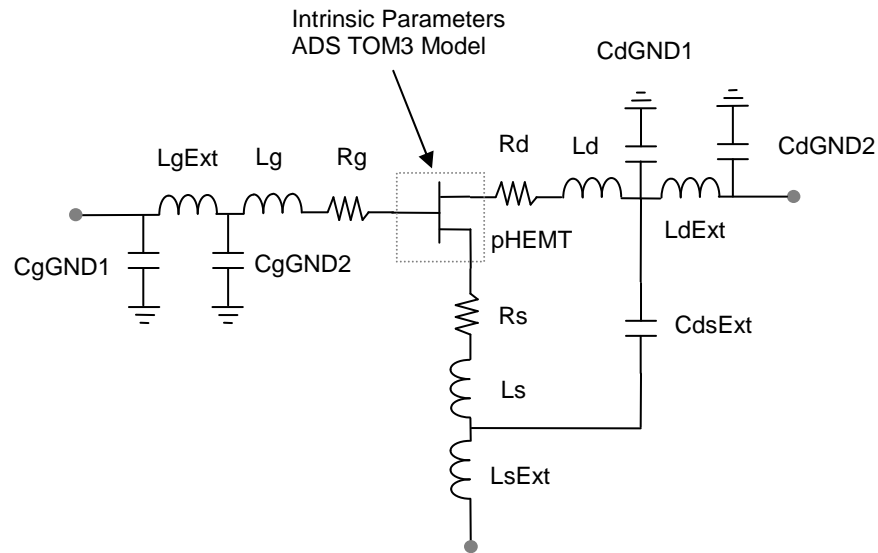 Intrinsic Parameters
ADS TOM3 Model
CdGND1
LgExt
Lg
Rg
Rd
Ld
CdGND2
pHEMT
LdExt
CgGND1
CgGND2
Rs
CdsExt
Ls
LsExt